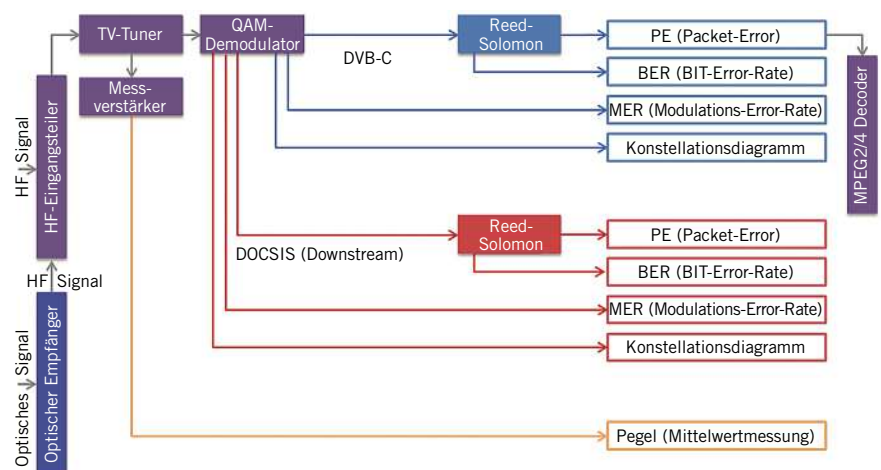 TV-Tuner
QAM-
Demodulator
DVB-C
Reed-
Solomon
PE (Packet-Error)
BER (BIT-Error-Rate)
MER (Modulations-Error-Rate)
Konstellationsdiagramm
MPEG2/4 Decoder
Mess-
verstärker
HF Signal
HF-Eingangsteiler
DOCSIS (Downstream)
Reed-
Solomon
PE (Packet-Error)
BER (BIT-Error-Rate)
MER (Modulations-Error-Rate)
Konstellationsdiagramm
HF Signal
Optisches Signal
Optischer Empfänger
Pegel (Mittelwertmessung)